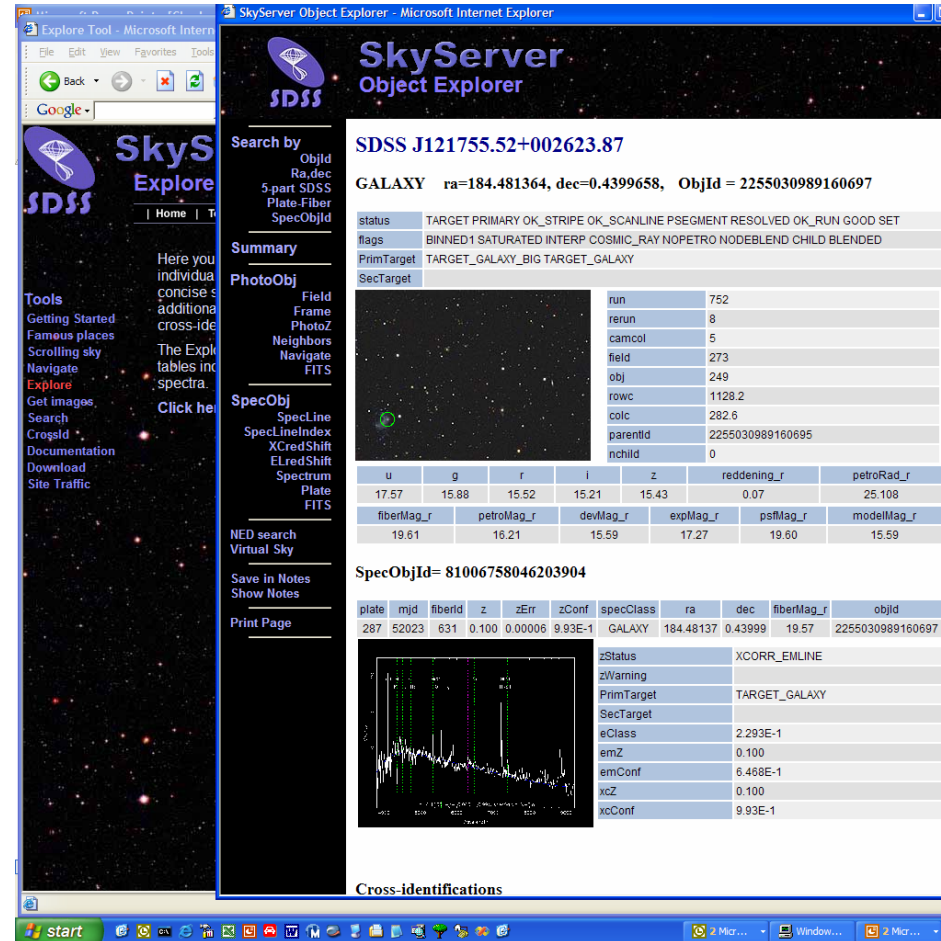 SkyServer Object Explorer - Microsoft Internet Explorer
Explore Tool - Microsoft Intern
File Edit View Favorites Tools
Back
Google
SDSS
SkyS
Explore
| Home | T
Here you
individua
concise s
additiona
cross-ide
The Explo
tables inc
spectra.
Click he
Tools
Getting Started
Famous places
Scrolling sky
Navigate
Explore
Get images
Search
CrossId
Documentation
Download
Site Traffic
SDSS
SkyServer
Object Explorer
Search by
ObjId
Ra,dec
5-part SDSS
Plate-Fiber
SpecObjId
Summary
PhotoObj
Field
Frame
PhotoZ
Neighbors
Navigate
FITS
SpecObj
SpecLine
SpecLineIndex
XCredShift
ELredShift
Spectrum
Plate
FITS
NED search
Virtual Sky
Save in Notes
Show Notes
Print Page
SDSS J121755.52+002623.87
GALAXY ra=184.481364, dec=0.4399658, ObjId = 2255030989160697
status TARGET PRIMARY OK_STRIPE OK_SCANLINE PSEGMENT RESOLVED OK_RUN GOOD SET
flags BINNED1 SATURATED INTERP COSMIC_RAY NOPETRO NODEBLEND CHILD BLENDED
PrimTarget TARGET_GALAXY_BIG TARGET_GALAXY
SecTarget
run 752
rerun 8
camcol 5
field 273
obj 249
rowc 1128.2
colc 282.6
parentId 2255030989160695
nchild 0
u g r i z reddening_r petroRad_r
17.57 15.88 15.52 15.21 15.43 0.07 25.108
fiberMag_r petroMag_r devMag_r expMag_r psfMag_r modelMag_r
19.61 16.21 15.59 17.27 19.60 15.59
SpecObjId= 81006758046203904
plate mjd fiberId z zErr zConf specClass ra dec fiberMag_r objId
287 52023 631 0.100 0.00006 9.93E-1 GALAXY 184.48137 0.43999 19.57 2255030989160697
zStatus XCORR_EMLINE
zWarning
PrimTarget TARGET_GALAXY
SecTarget
eClass 2.293E-1
emZ 0.100
emConf 6.468E-1
xcZ 0.100
xcConf 9.93E-1
Cross-identifications
start
2 Micr...
Window...
2 Micr...